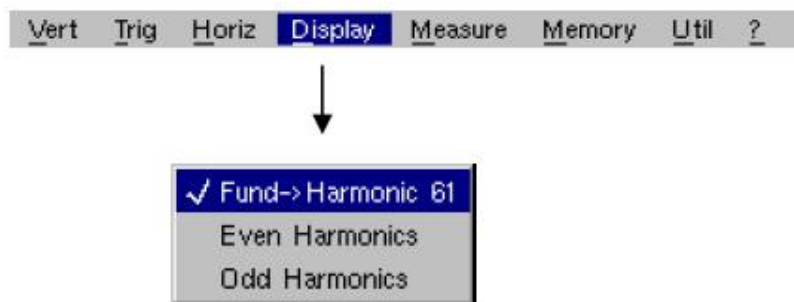 Vert Trig Horiz Display Measure Memory Util ?
✓ Fund->Harmonic 61
Even Harmonics
Odd Harmonics